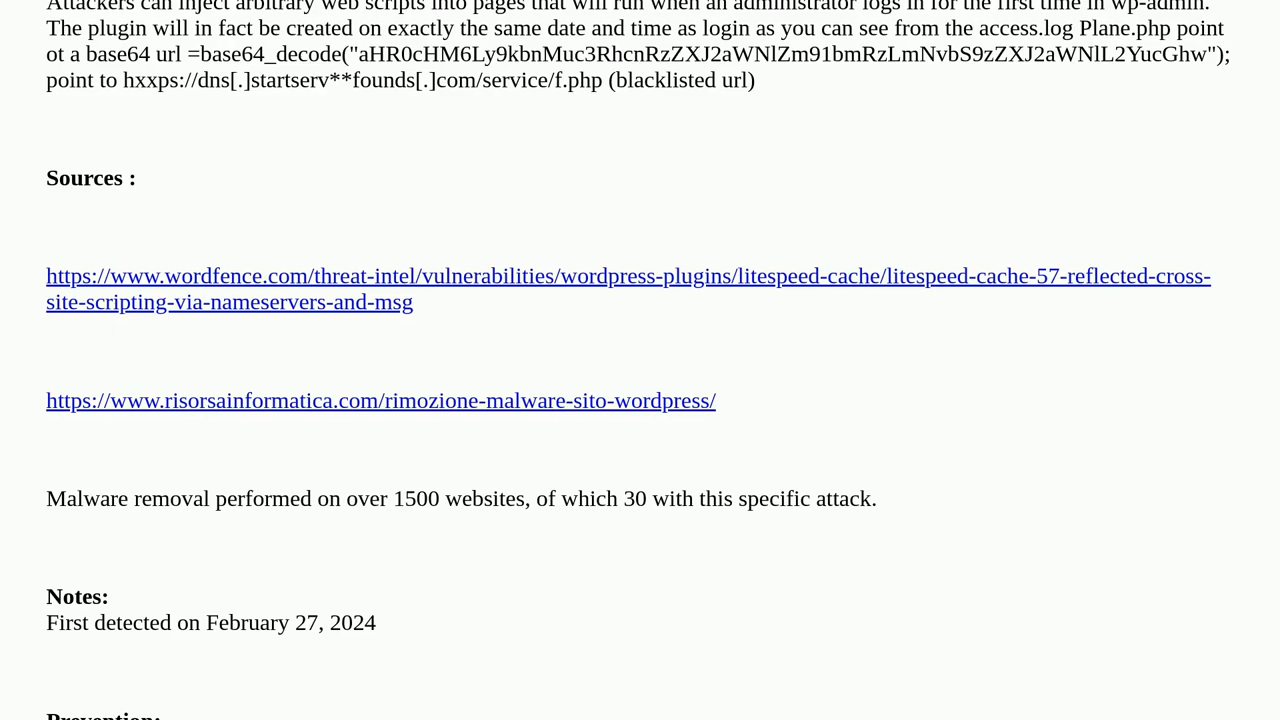 Attackers can inject arbitrary web scripts into pages that will run when an administrator logs in for the first time in wp-admin.
The plugin will in fact be created on exactly the same date and time as login as you can see from the access.log Plane.php point
ot a base64 url =base64_decode("aHR0cHM6Ly9kbnMuc3RhcnRzZXJ2aWNlZm91bmRzLmNvbS9zZXJ2aWNlL2YucGhw");
point to hxxps://dns[.]startserv**founds[.]com/service/f.php (blacklisted url)
Sources :
https://www.wordfence.com/threat-intel/vulnerabilities/wordpress-plugins/litespeed-cache/litespeed-cache-57-reflected-cross-
site-scripting-via-nameservers-and-msg
https://www.risorsainformatica.com/rimozione-malware-sito-wordpress/
Malware removal performed on over 1500 websites, of which 30 with this specific attack.
Notes:
First detected on February 27, 2024
Prevention: